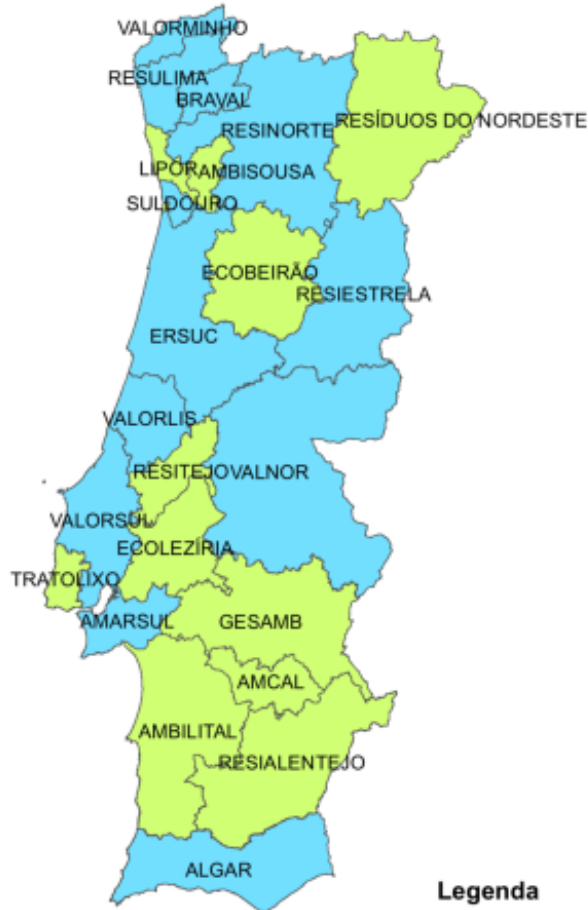 VALORMINHO
RESULIMA
BRAVAL
RESINORTE
RESÍDUOS DO NORDESTE
LIPOR
AMBISOUSA
SULDOURO
ECOBEIRÃO
RESIESTRELA
ERSUC
VALORLIS
RESITEJO
VALNOR
VALORSUL
ECOLEZÍRIA
TRATOLIXO
AMARSUL
GESAMB
AMCAL
AMBILITAL
RESIALENTEJO
ALGAR
Legenda